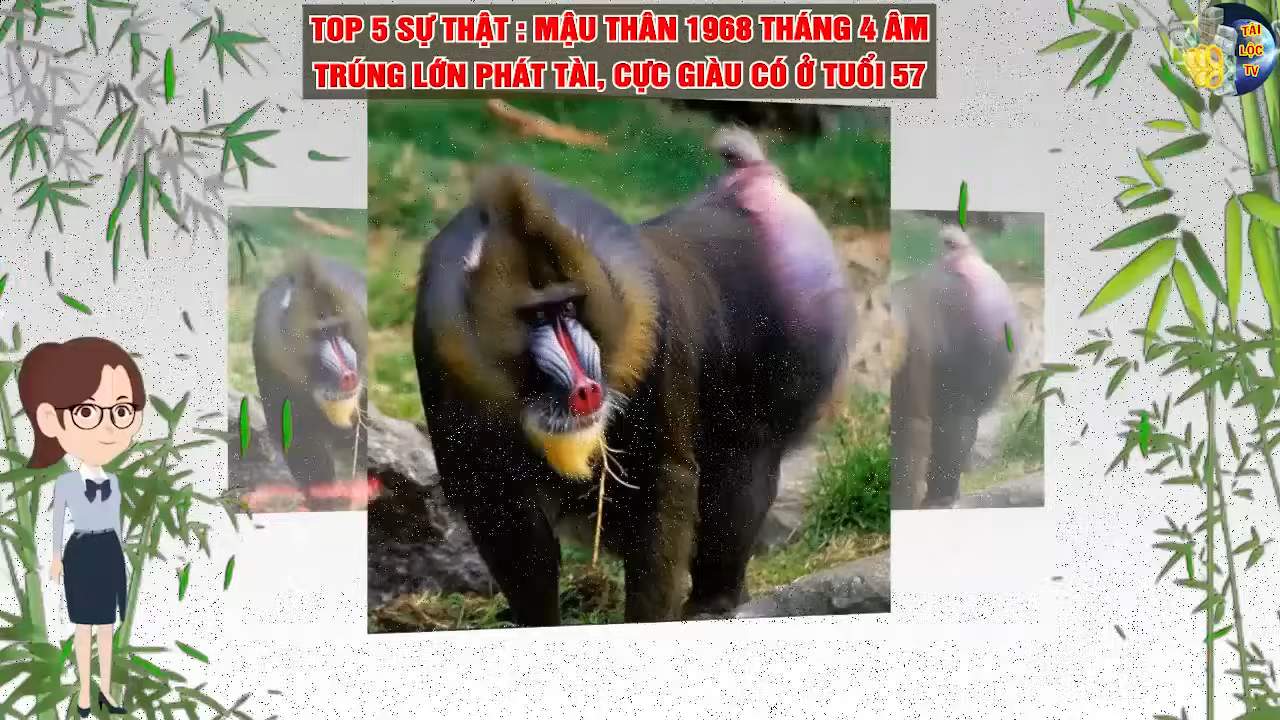 TOP 5 SỰ THẬT : MẬU THÂN 1968 THÁNG 4 ÂM
TRÚNG LỚN PHÁT TÀI, CỰC GIÀU CÓ Ở TUỔI 57
TÀI
LỘC
TV